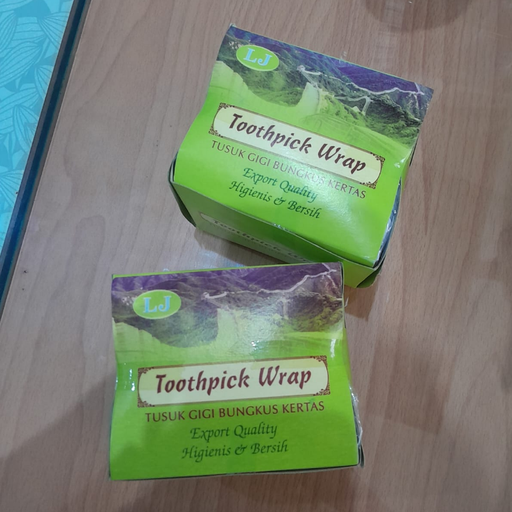 LJ
Toothpick Wrap
TUSUK GIGI BUNGKUS KERTAS
Export Quality
Higienis & Bersih
LJ
Toothpick Wrap
TUSUK GIGI BUNGKUS KERTAS
Export Quality
Higienis & Bersih